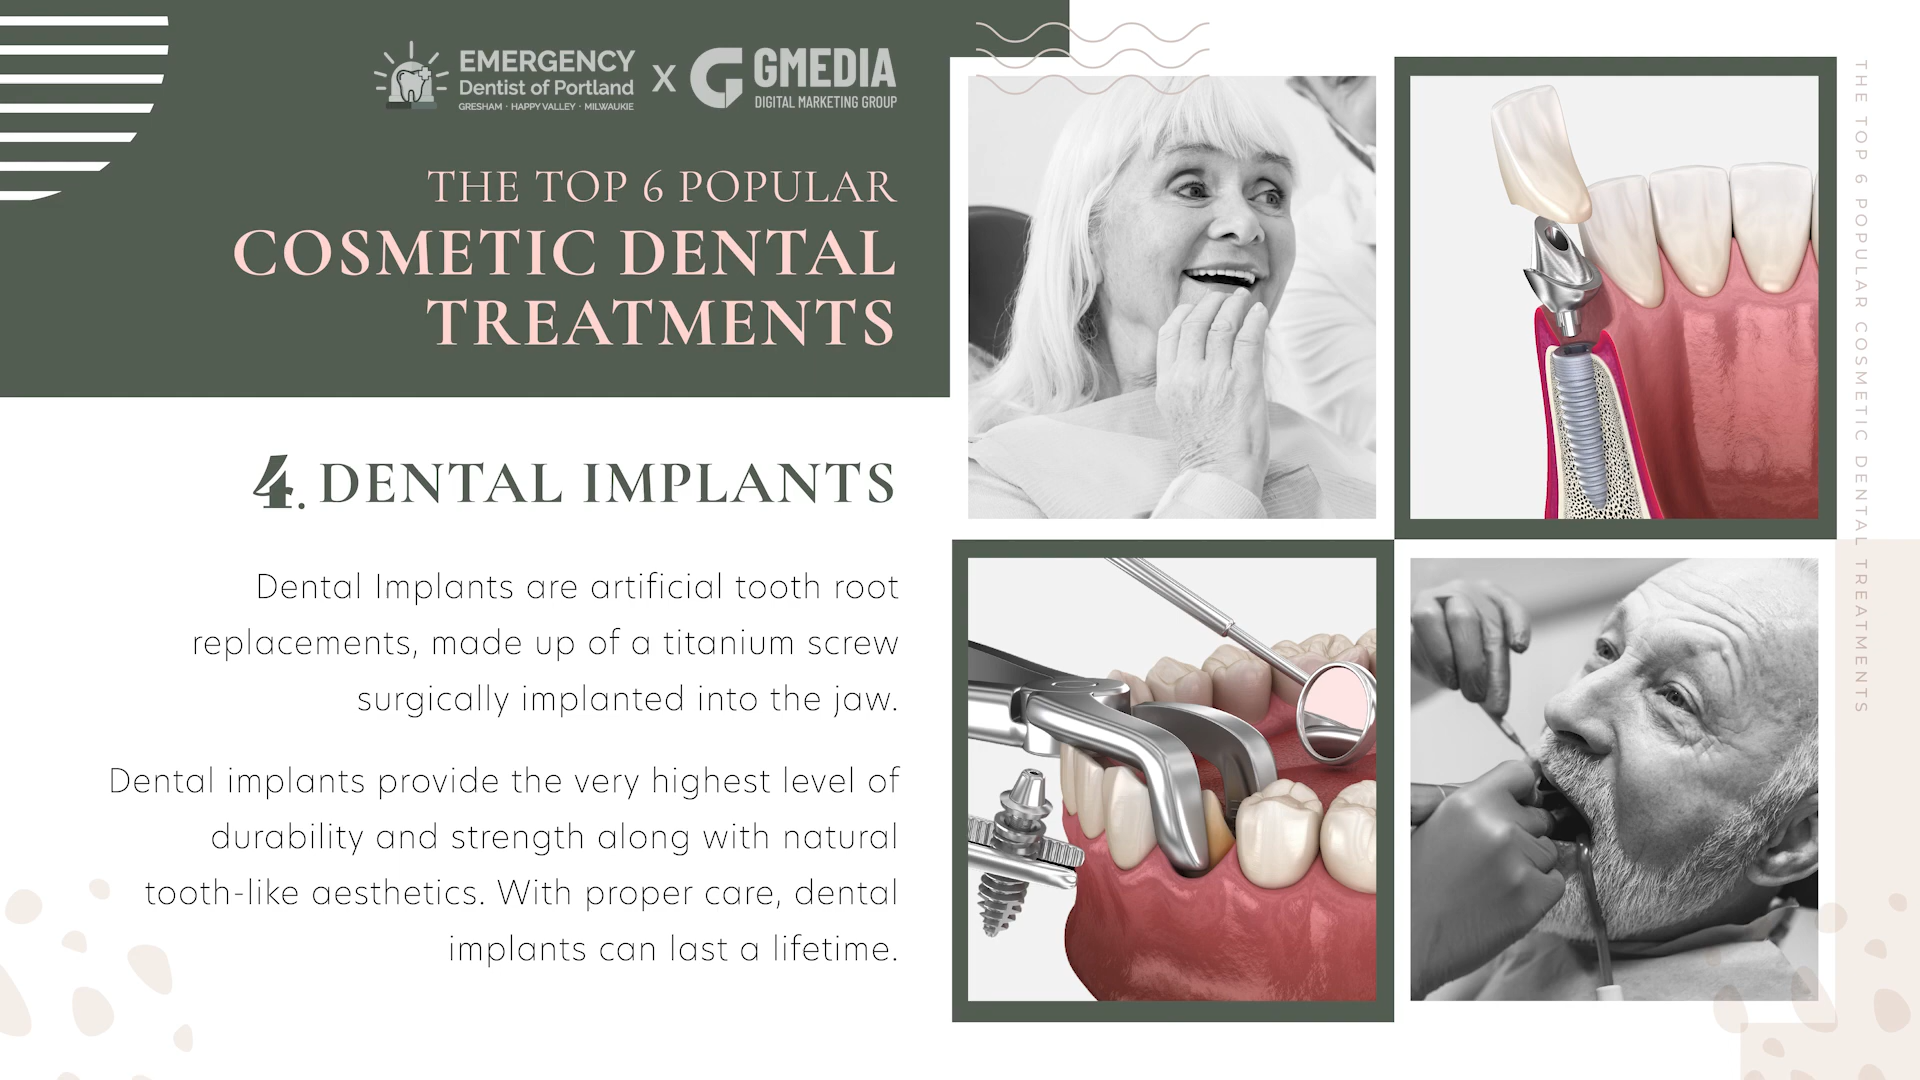 EMERGENCY
Dentist of Portland
GRESHAM · HAPPY VALLEY · MILWAUKIE
X
GMEDIA
DIGITAL MARKETING GROUP
THE TOP 6 POPULAR
COSMETIC DENTAL
TREATMENTS
4. DENTAL IMPLANTS
Dental Implants are artificial tooth root
replacements, made up of a titanium screw
surgically implanted into the jaw.
Dental implants provide the very highest level of
durability and strength along with natural
tooth-like aesthetics. With proper care, dental
implants can last a lifetime.
THE TOP 6 POPULAR COSMETIC DENTAL TREATMENTS